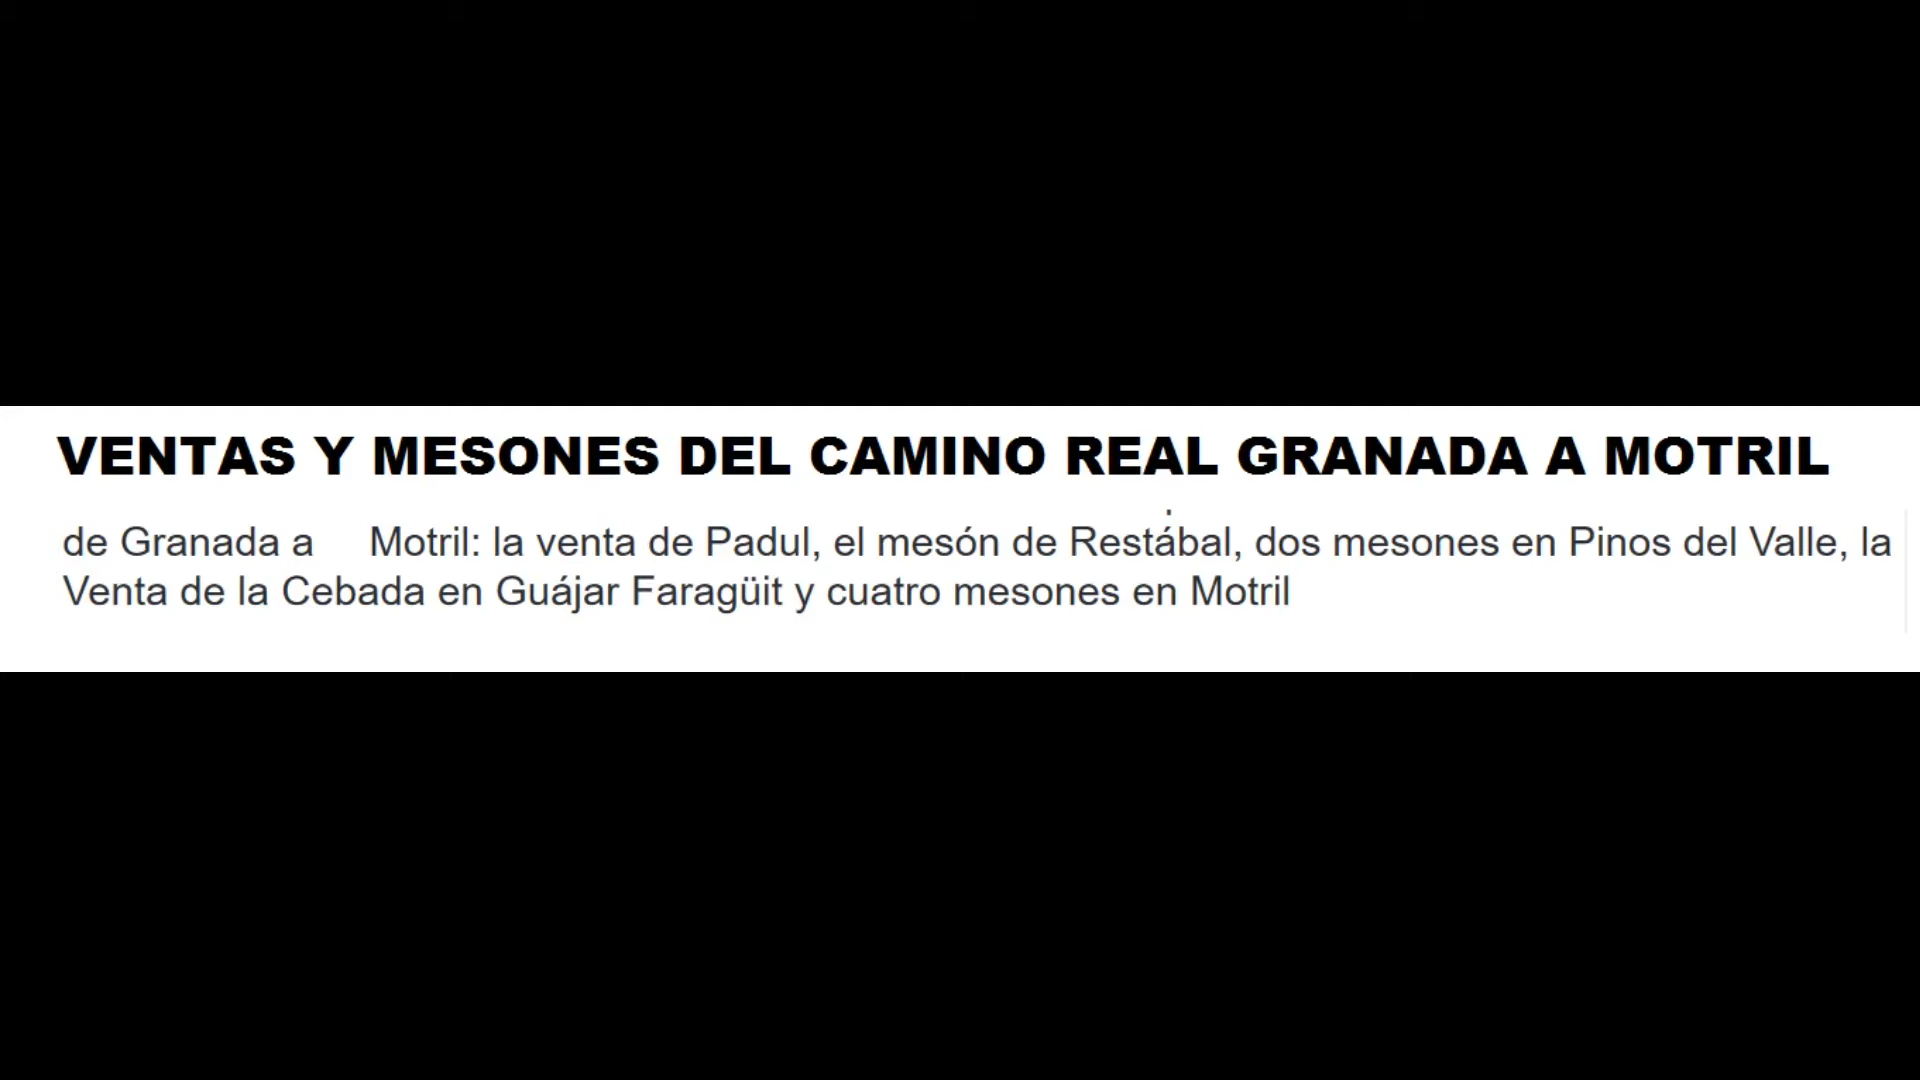 VENTAS Y MESONES DEL CAMINO REAL GRANADA A MOTRIL
de Granada a Motril: la venta de Padul, el mesón de Restábal, dos mesones en Pinos del Valle, la
Venta de la Cebada en Guájar Faragüit y cuatro mesones en Motril